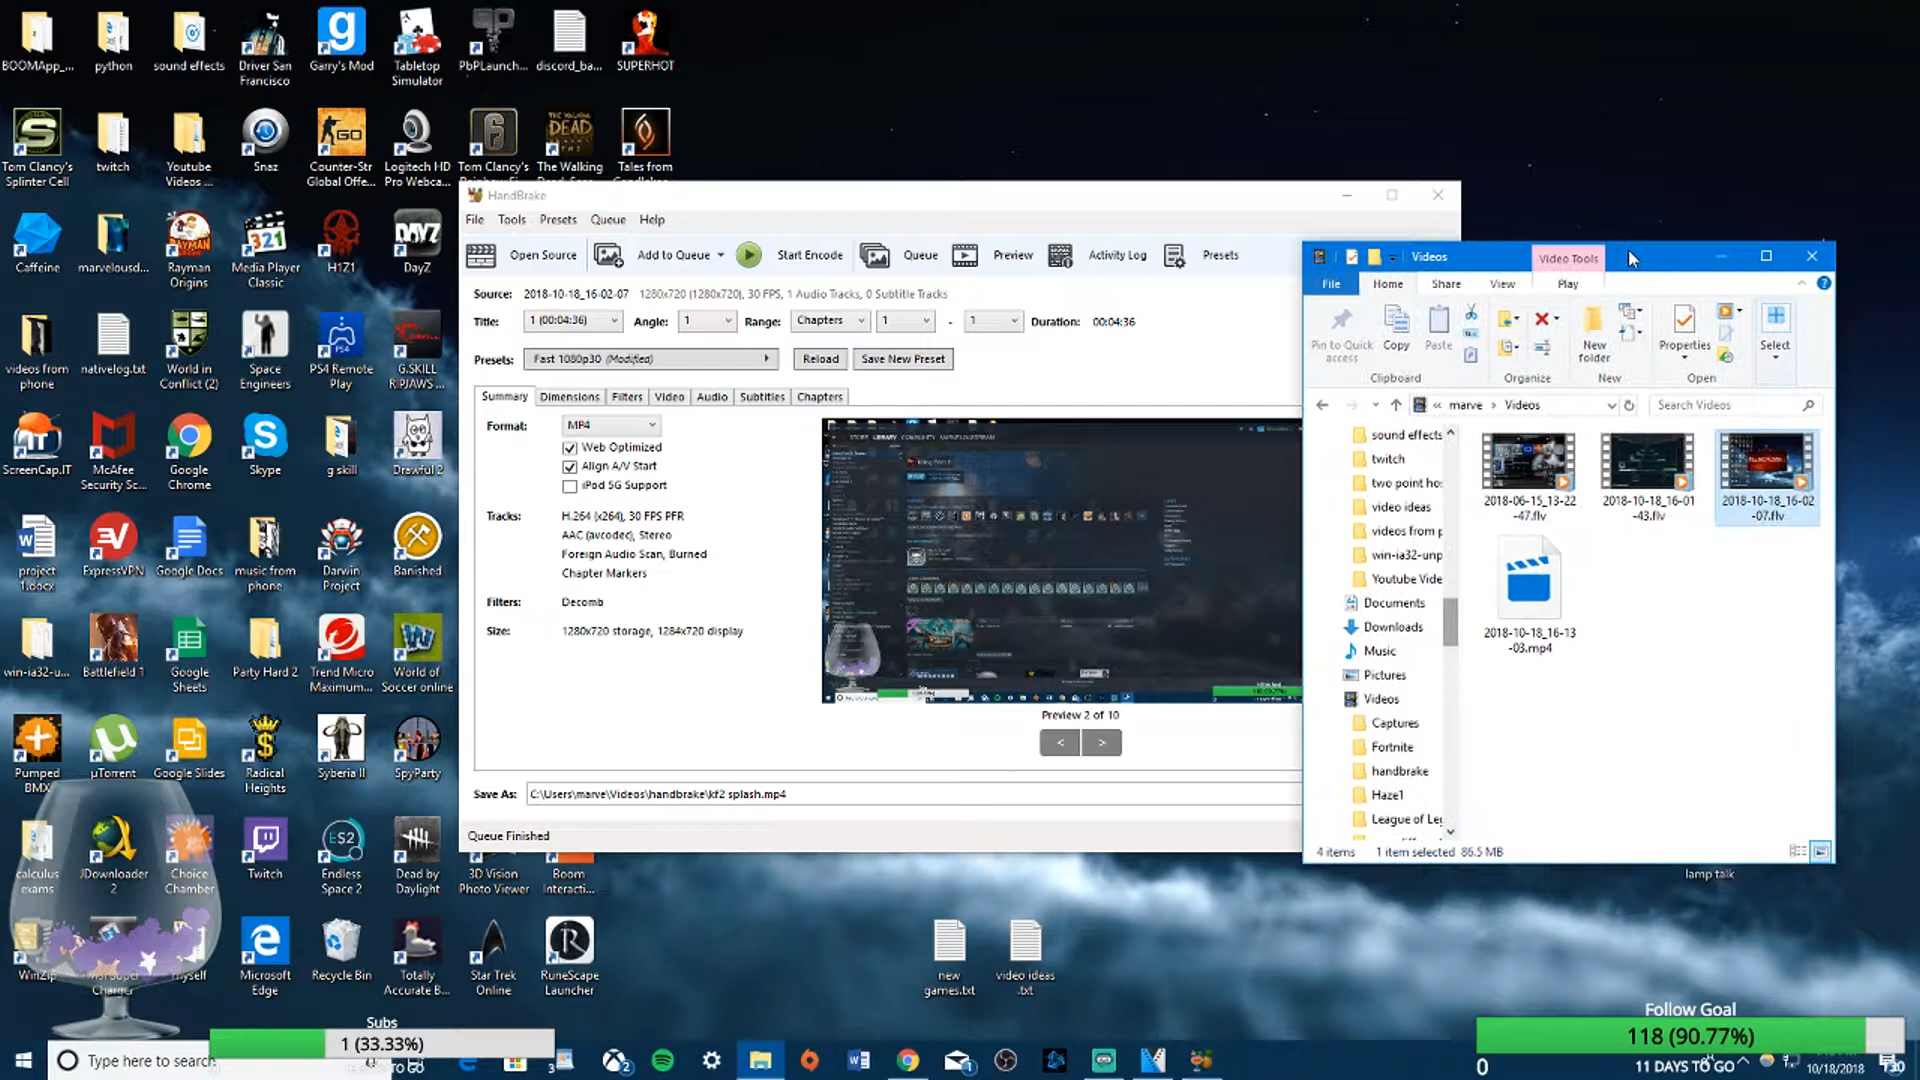 BOOMApp_...
python
sound effects
Driver San
Francisco
Garry's Mod
Tabletop
Simulator
PbPLaunch...
discord_ba...
SUPERHOT
Tom Clancy's
Splinter Cell
twitch
Youtube
Videos ...
Snaz
Counter-Str
Global Offe...
Logitech HD
Pro Webca...
Tom Clancy's
The Walking
Tales from
Caffeine
marvelousd...
Rayman
Origins
Media Player
Classic
H1Z1
DayZ
videos from
phone
nativelog.txt
World in
Conflict (2)
Space
Engineers
PS4 Remote
Play
G.SKILL
RIPJAWS ...
ScreenCap.IT
McAfee
Security Sc...
Google
Chrome
Skype
g skill
Drawful 2
project
1.docx
ExpressVPN
Google Docs
music from
phone
Darwin
Project
Banished
win-ia32-u...
Battlefield 1
Google
Sheets
Party Hard 2
Trend Micro
Maximum...
World of
Soccer online
Pumped
BMX
µTorrent
Google Slides
Radical
Heights
Syberia II
SpyParty
calculus
exams
JDownloader
2
Choice
Chamber
Twitch
Endless
Space 2
Dead by
Daylight
3D Vision
Photo Viewer
Boom
Interacti...
WinZip
Charger
myself
Microsoft
Edge
Recycle Bin
Totally
Accurate B...
Star Trek
Online
RuneScape
Launcher
new
games.txt
video ideas
.txt
lamp talk
HandBrake
File Tools Presets Queue Help
Open Source
Add to Queue
Start Encode
Queue
Preview
Activity Log
Presets
Source: 2018-10-18_16-02-07 1280x720 (1280x720), 30 FPS, 1 Audio Tracks, 0 Subtitle Tracks
Title: 1 (00:04:36) Angle: 1 Range: Chapters 1 - 1 Duration: 00:04:36
Presets: Fast 1080p30 (Modified) Reload Save New Preset
Summary Dimensions Filters Video Audio Subtitles Chapters
Format: MP4
Web Optimized
Align A/V Start
iPod 5G Support
Tracks: H.264 (x264), 30 FPS PFR
AAC (avcodec), Stereo
Foreign Audio Scan, Burned
Chapter Markers
Filters: Decomb
Size: 1280x720 storage, 1284x720 display
Preview 2 of 10
< >
Save As: C:\Users\marve\Videos\handbrake\kf2 splash.mp4
Queue Finished
Videos
Video Tools
File Home Share View Play
Pin to Quick
access
Copy
Paste
New
folder
Properties
Select
Clipboard Organize New Open
« marve > Videos
Search Videos
sound effects
twitch
two point ho
video ideas
videos from p
win-ia32-unp
Youtube Vide
Documents
Downloads
Music
Pictures
Videos
Captures
Fortnite
handbrake
Haze1
League of Le
2018-06-15_13-22
-47.flv
2018-10-18_16-01
-43.flv
2018-10-18_16-02
-07.flv
2018-10-18_16-13
-03.mp4
4 items 1 item selected 86.5 MB
Subs
1 (33.33%)
Follow Goal
118 (90.77%)
0
11 DAYS TO GO
Type here to search
10/18/2018